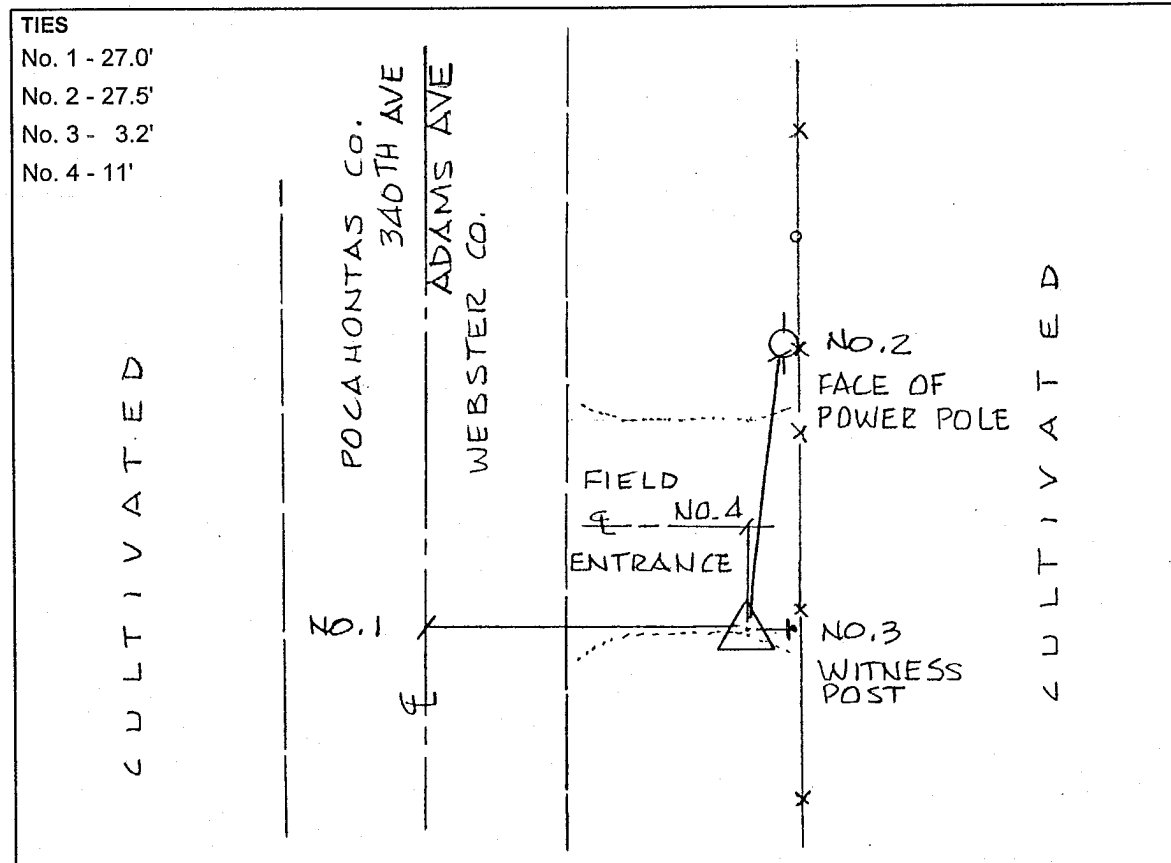 TIES
No. 1 - 27.0'
No. 2 - 27.5'
No. 3 - 3.2'
No. 4 - 11'
CULTIVATED
POCAHONTAS CO.
340TH AVE
ADAMS AVE
WEBSTER CO.
NO.2
FACE OF
POWER POLE
FIELD
℄ NO.4
ENTRANCE
NO.1
NO.3
WITNESS
POST
℄
CULTIVATED